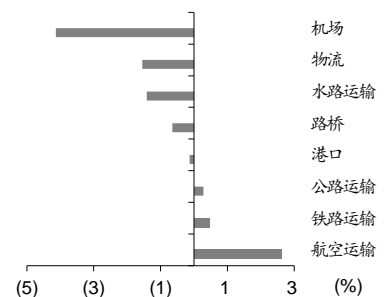 机场
物流
水路运输
路桥
港口
公路运输
铁路运输
航空运输
(5) (3) (1) 1 3 (%)